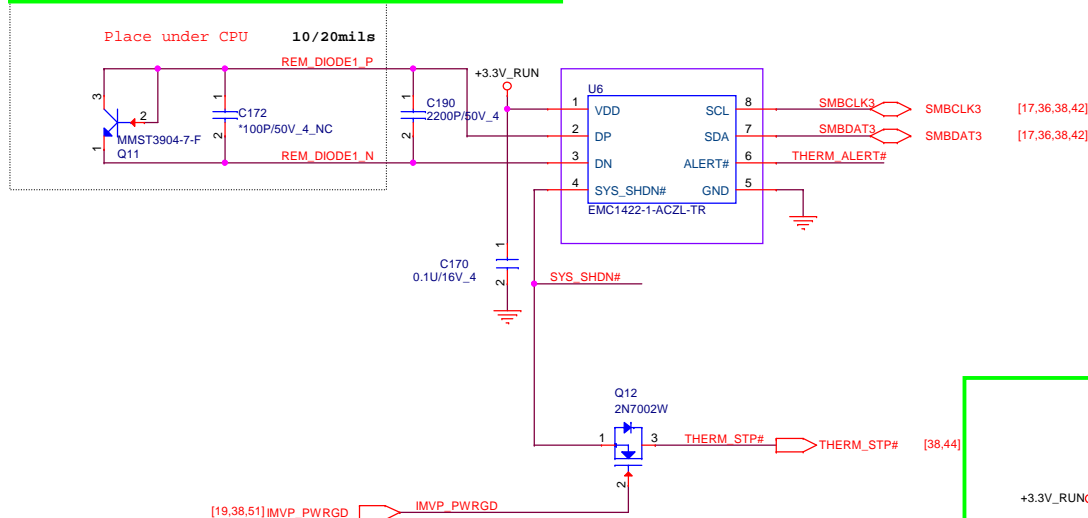 Place under CPU 10/20mils
REM_DIODE1_P
+3.3V_RUN
U6
3
2
1
MMST3904-7-F
Q11
1
C172
*100P/50V_4_NC
2
1
C190
2200P/50V_4
2
1 VDD SCL 8 SMBCLK3 SMBCLK3 [17,36,38,42]
2 DP SDA 7 SMBDAT3 SMBDAT3 [17,36,38,42]
REM_DIODE1_N 3 DN ALERT# 6 THERM_ALERT#
4 SYS_SHDN# GND 5
EMC1422-1-ACZL-TR
1
C170
0.1U/16V_4
2
SYS_SHDN#
Q12
2N7002W
1 3 THERM_STP# THERM_STP# [38,44]
2
[19,38,51] IMVP_PWRGD IMVP_PWRGD
+3.3V_RUN